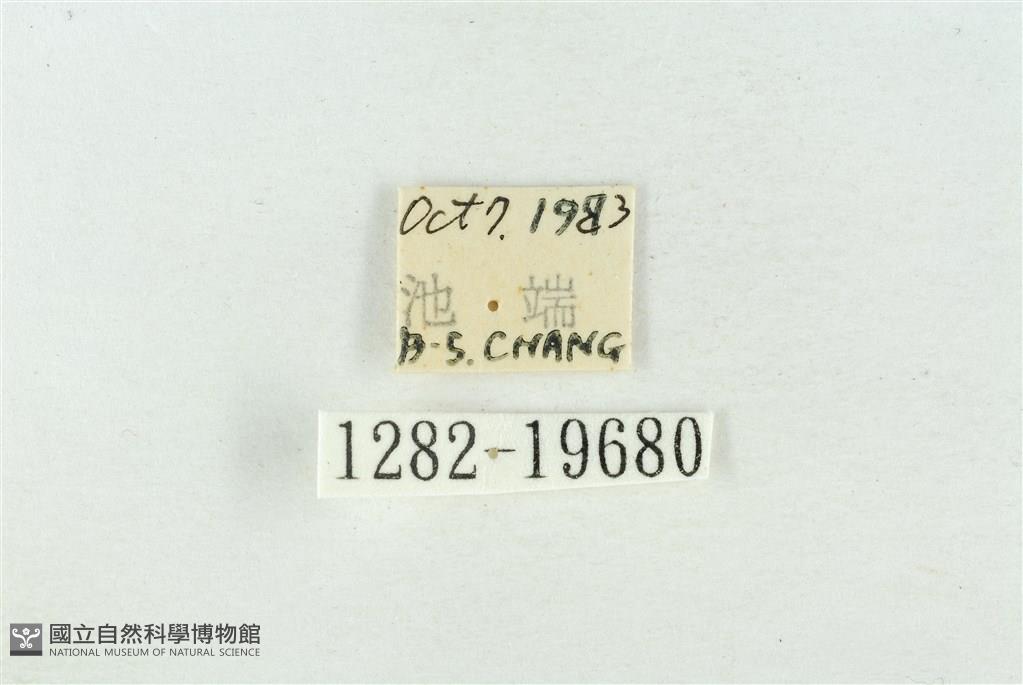 Oct 7. 1983
池 端
B-S. CHANG
1282-19680
國立自然科學博物館
NATIONAL MUSEUM OF NATURAL SCIENCE